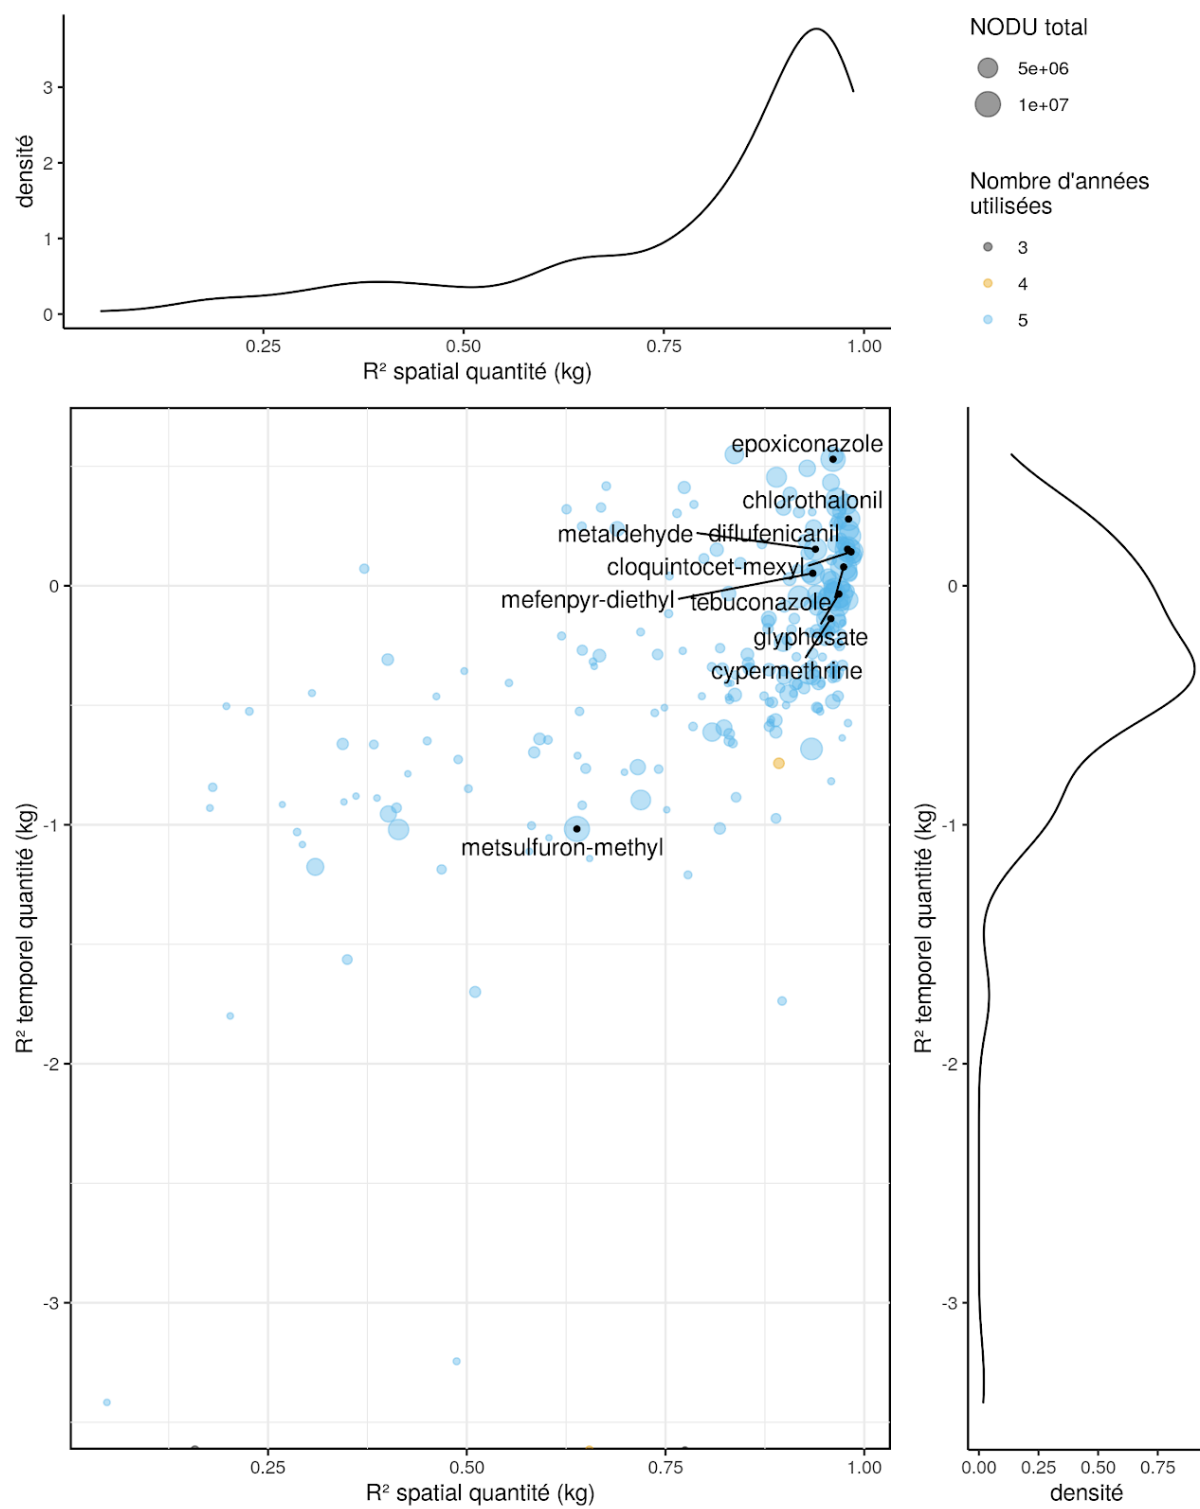 NODU total
5e+06
1e+07
Nombre d'années
utilisées
3
4
5
densité
3
2
1
0
0.25 0.50 0.75 1.00
R² spatial quantité (kg)
R² temporel quantité (kg)
0
-1
-2
-3
epoxiconazole
chlorothalonil
metaldehyde diflufenicanil
cloquintocet-mexyl
mefenpyr-diethyl tebuconazole
glyphosate
cypermethrine
metsulfuron-methyl
0.25 0.50 0.75 1.00
R² spatial quantité (kg)
R² temporel quantité (kg)
0
-1
-2
-3
0.00 0.25 0.50 0.75
densité